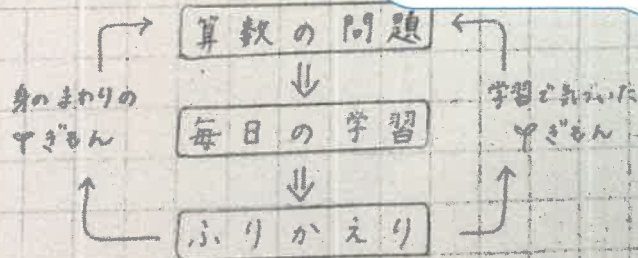 算数の問題
身のまわりの
ぎもん
学習で気づいた
ぎもん
毎日の学習
ふりかえり